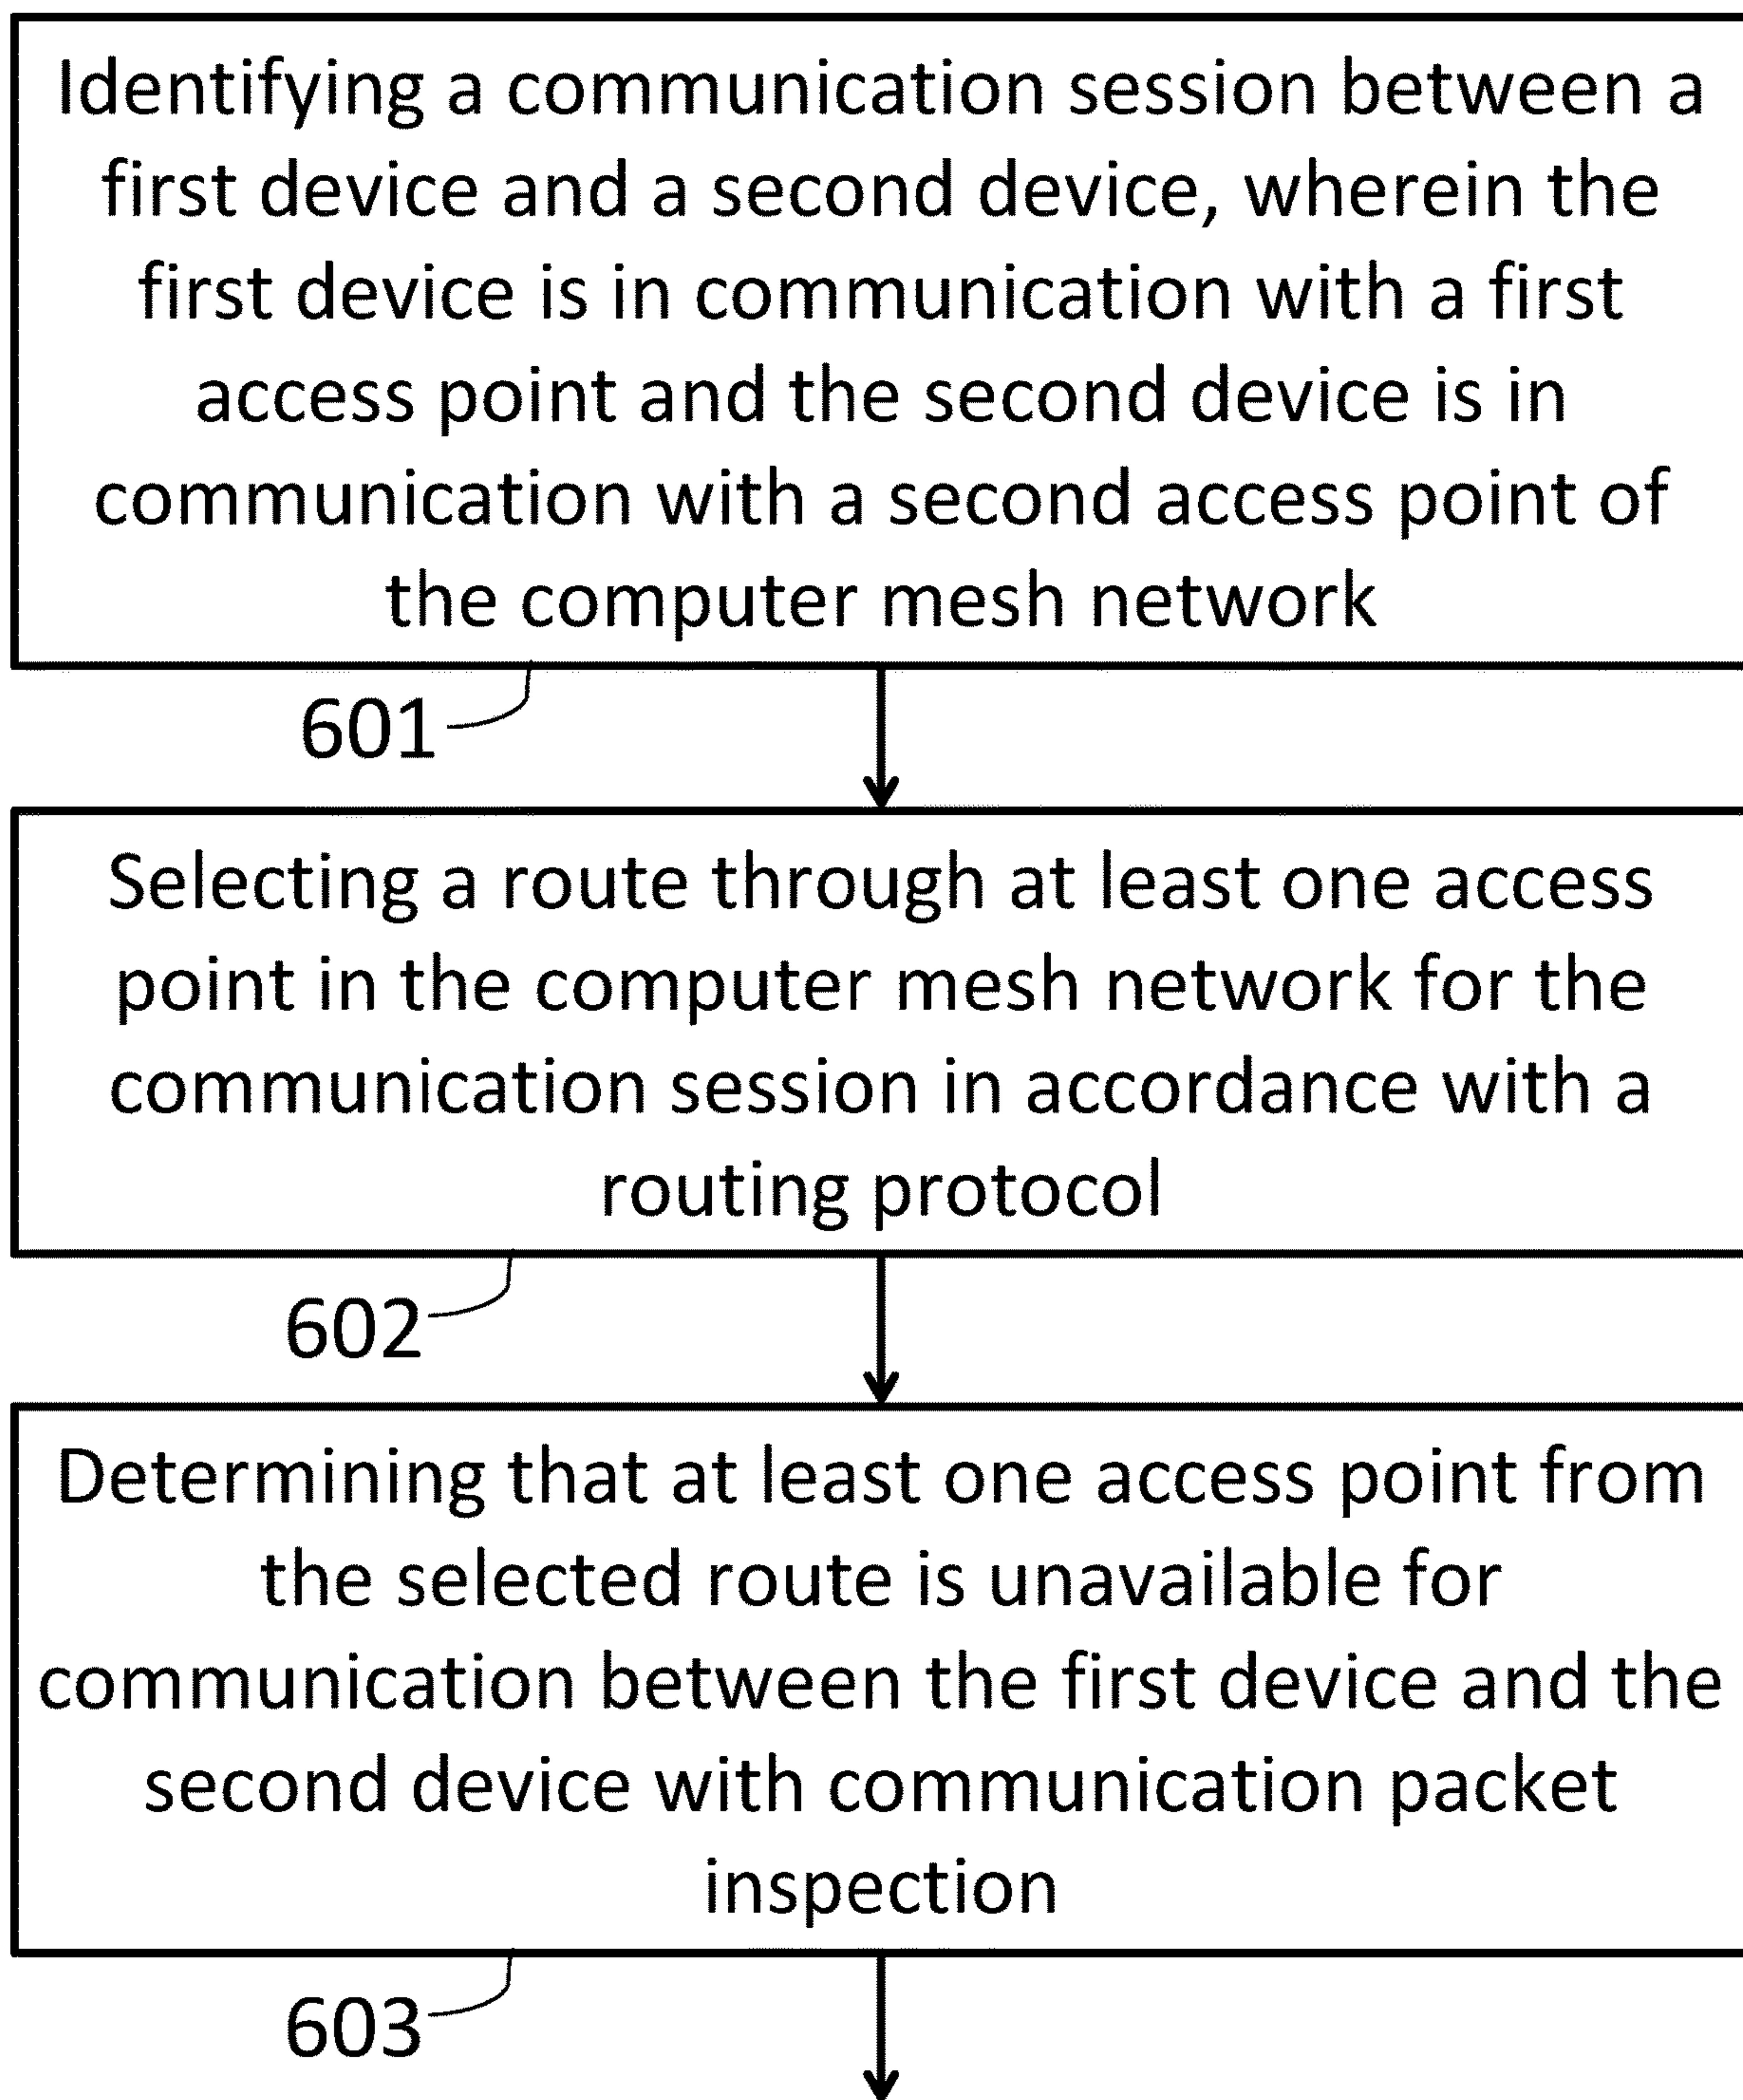 Identifying a communication session between a
first device and a second device, wherein the
first device is in communication with a first
access point and the second device is in
communication with a second access point of
the computer mesh network
601
Selecting a route through at least one access
point in the computer mesh network for the
communication session in accordance with a
routing protocol
602
Determining that at least one access point from
the selected route is unavailable for
communication between the first device and the
second device with communication packet
inspection
603